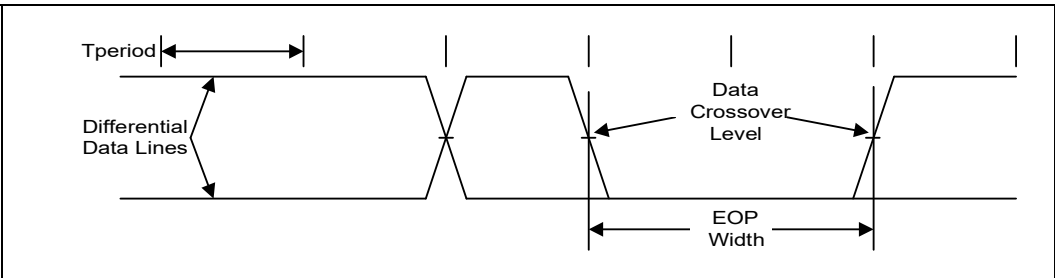 Tperiod
Differential
Data Lines
Data
Crossover
Level
EOP
Width